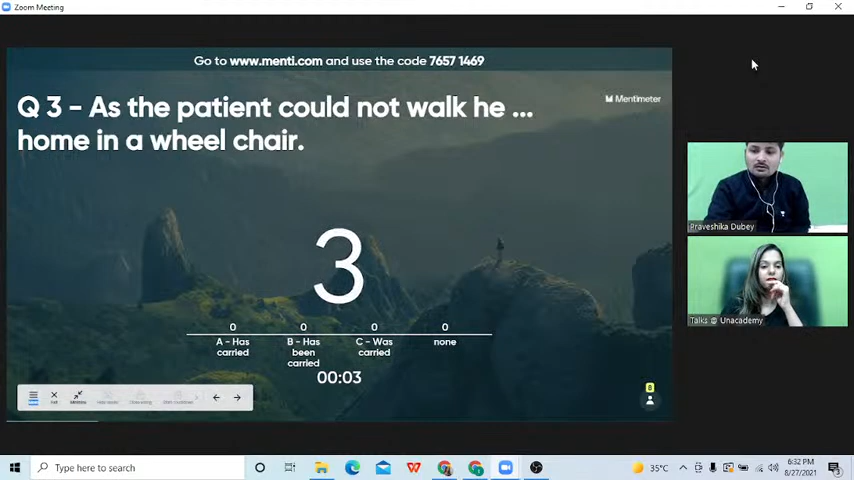 Zoom Meeting
Go to www.menti.com and use the code 7657 1469
Mentimeter
Q 3 - As the patient could not walk he ...
home in a wheel chair.
3
0 0 0 0
A - Has
carried
B - Has
been
carried
C - Was
carried
none
00:03
8
Praveshika Dubey
Talks @ Unacademy
Type here to search
35°C
6:32 PM
8/27/2021
3